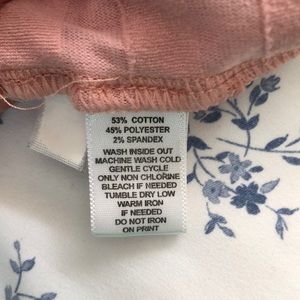 53% COTTON
45% POLYESTER
2% SPANDEX
WASH INSIDE OUT
MACHINE WASH COLD
GENTLE CYCLE
ONLY NON CHLORINE
BLEACH IF NEEDED
TUMBLE DRY LOW
WARM IRON
IF NEEDED
DO NOT IRON
ON PRINT